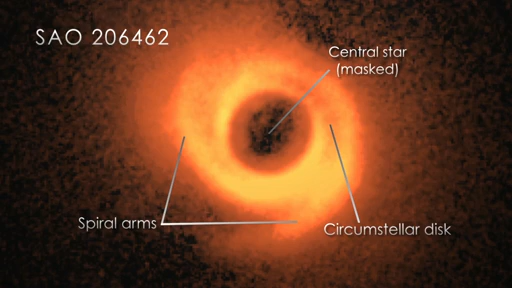 SAO 206462
Central star
(masked)
Spiral arms
Circumstellar disk